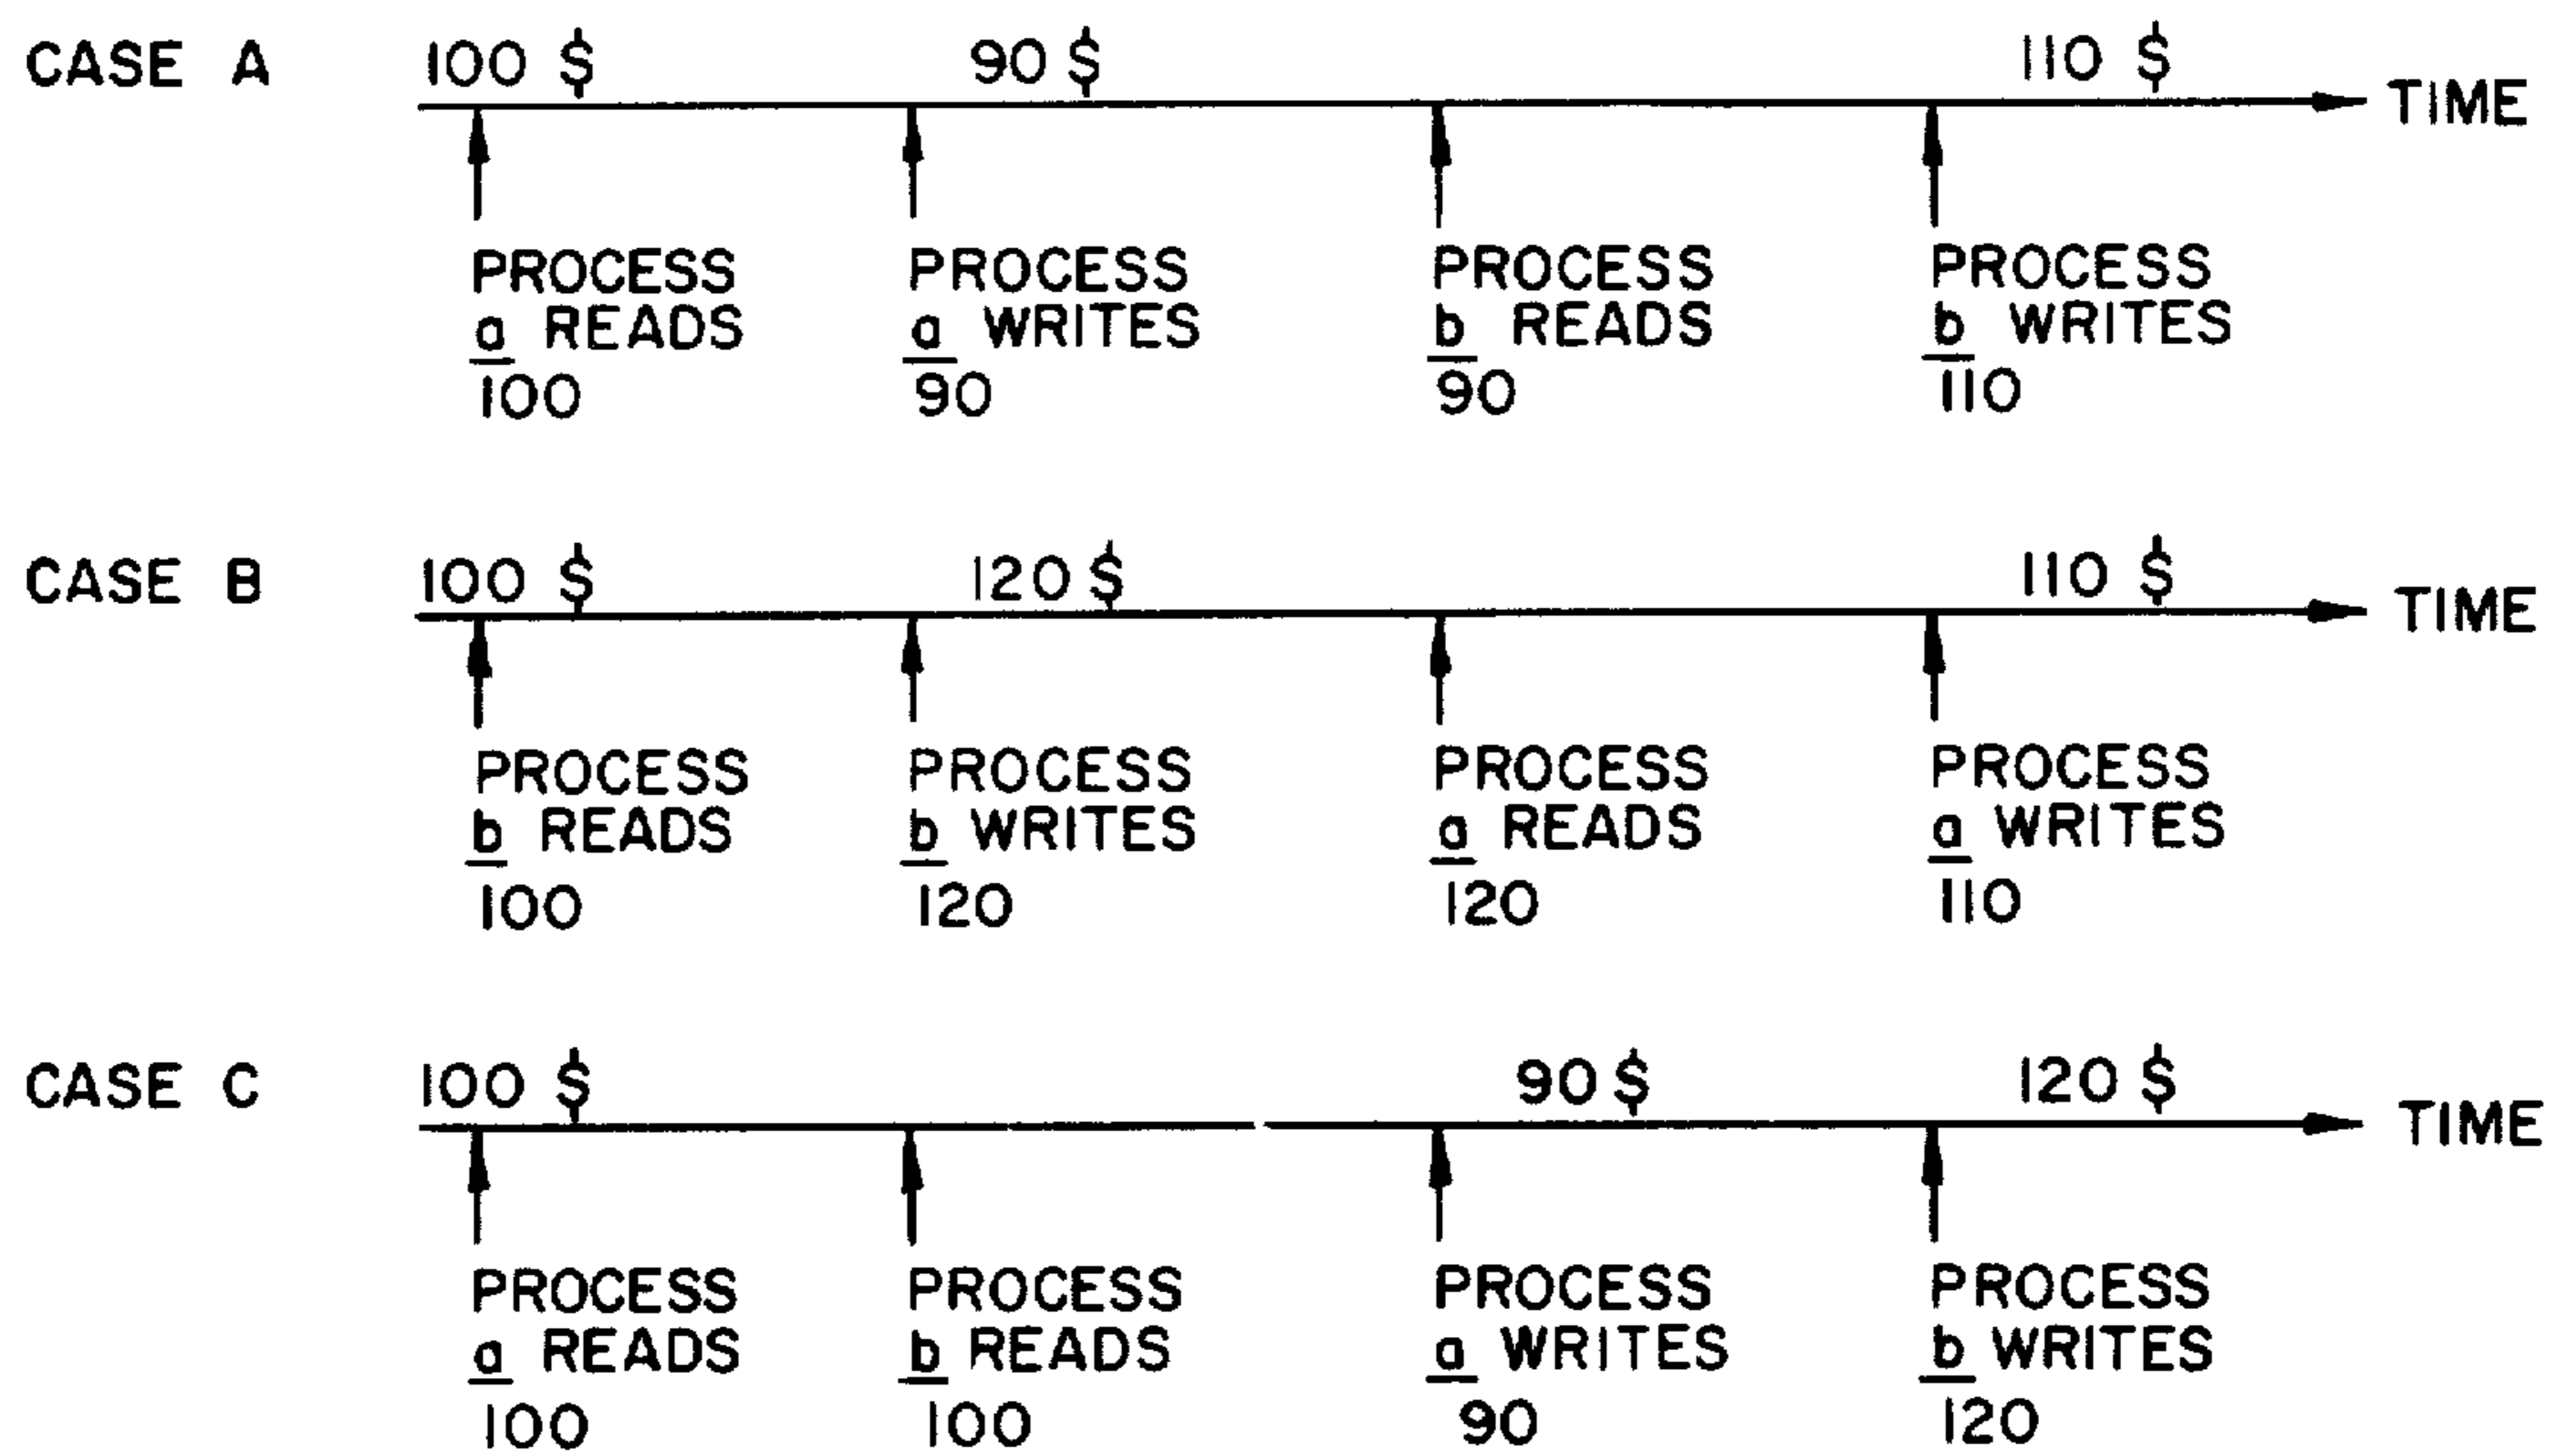 CASE A 100 $ 90 $ 110 $
TIME
PROCESS PROCESS PROCESS PROCESS
a READS a WRITES b READS b WRITES
100 90 90 110
CASE B 100 $ 120 $ 110 $
TIME
PROCESS PROCESS PROCESS PROCESS
b READS b WRITES a READS a WRITES
100 120 120 110
CASE C 100 $ 90 $ 120 $
TIME
PROCESS PROCESS PROCESS PROCESS
a READS b READS a WRITES b WRITES
100 100 90 120